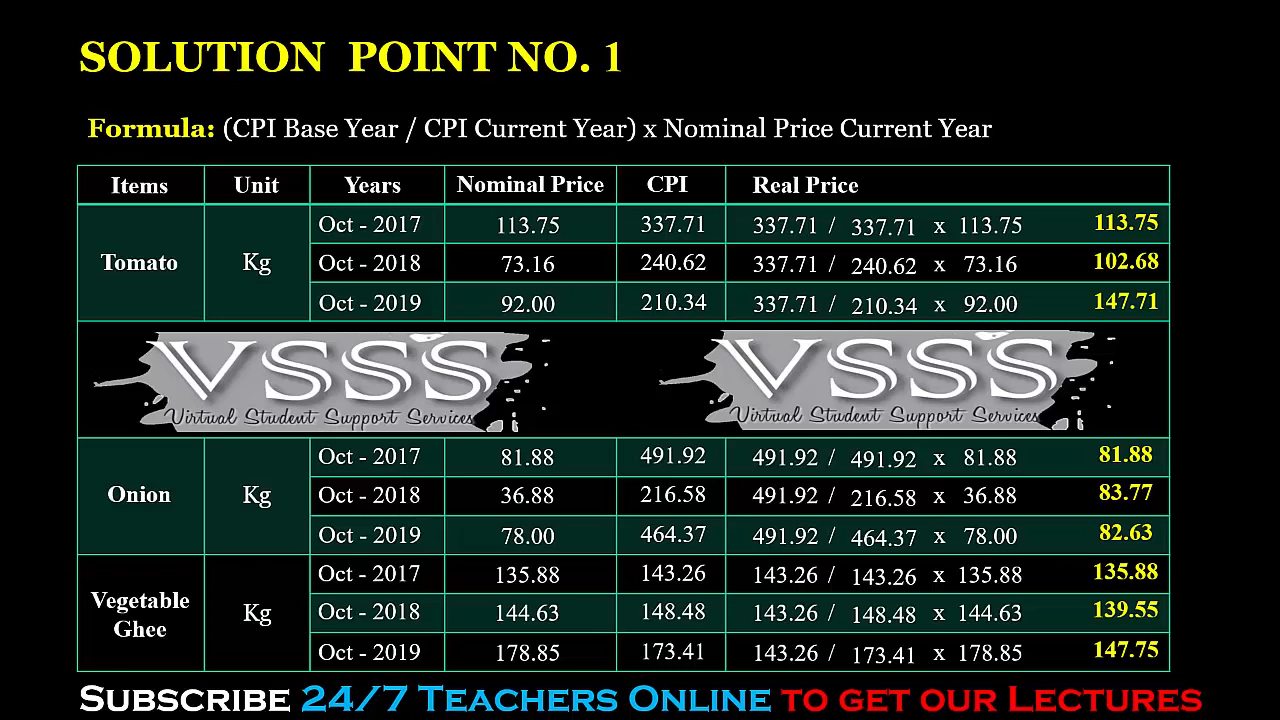 SOLUTION POINT NO. 1
Formula: (CPI Base Year / CPI Current Year) x Nominal Price Current Year
Items Unit Years Nominal Price CPI Real Price
Tomato Kg Oct - 2017 113.75 337.71 337.71 / 337.71 x 113.75 113.75
Oct - 2018 73.16 240.62 337.71 / 240.62 x 73.16 102.68
Oct - 2019 92.00 210.34 337.71 / 210.34 x 92.00 147.71
VSSS VSSS
Virtual Student Support Services Virtual Student Support Services
Onion Kg Oct - 2017 81.88 491.92 491.92 / 491.92 x 81.88 81.88
Oct - 2018 36.88 216.58 491.92 / 216.58 x 36.88 83.77
Oct - 2019 78.00 464.37 491.92 / 464.37 x 78.00 82.63
Vegetable Ghee Kg Oct - 2017 135.88 143.26 143.26 / 143.26 x 135.88 135.88
Oct - 2018 144.63 148.48 143.26 / 148.48 x 144.63 139.55
Oct - 2019 178.85 173.41 143.26 / 173.41 x 178.85 147.75
SUBSCRIBE 24/7 TEACHERS ONLINE TO GET OUR LECTURES